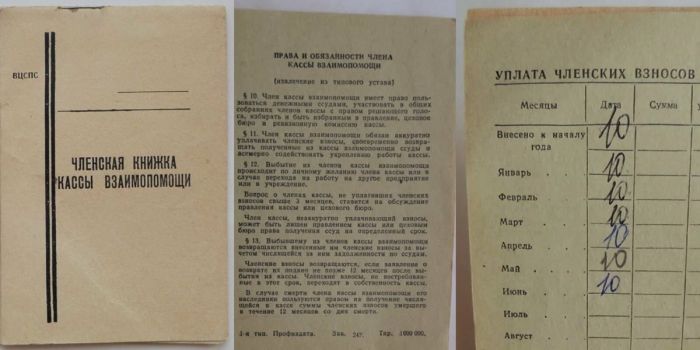 ВЦСПС
ЧЛЕНСКАЯ КНИЖКА
КАССЫ ВЗАИМОПОМОЩИ
ПРАВА И ОБЯЗАННОСТИ ЧЛЕНА
КАССЫ ВЗАИМОПОМОЩИ
(извлечение из типового устава)
§ 10. Член кассы взаимопомощи имеет право поль-
зоваться денежными ссудами, участвовать в общих
собраниях членов кассы с правом решающего голо-
са, избирать и быть избранным в правление, цеховое
бюро и ревизионную комиссию кассы.
§ 11. Член кассы взаимопомощи обязан аккуратно
уплачивать членские взносы, своевременно возвра-
щать полученные из кассы взаимопомощи ссуды и
всемерно содействовать укреплению работы кассы.
§ 12. Выбытие из членов кассы взаимопомощи
происходит по личному желанию члена кассы или в
случае перехода на работу на другое предприятие
или в учреждение.
Вопрос о членах кассы, не уплативших членских
взносов свыше 3 месяцев, ставится на обсуждение
правления кассы или цехового бюро.
Член кассы, неаккуратно уплачивающий взносы,
может быть лишен правлением кассы или цеховым
бюро права получения ссуд на определенный срок.
§ 13. Выбывшему из членов кассы взаимопомощи
возвращаются внесенные им членские взносы за вы-
четом числящейся за ним задолженности по ссудам.
Членские взносы возвращаются, если заявление о
возврате их подано не позже 12 месяцев после вы-
бытия из кассы. Членские взносы, не востребован-
ные в этот срок, переходят в собственность кассы.
В случае смерти члена кассы взаимопомощи его
наследники пользуются правом на получение числя-
щейся в кассе суммы членских взносов умершего
в течение 12 месяцев со дня смерти.
1-я тип. Профиздата. Зак. 247. Тир. 1 000 000.
УПЛАТА ЧЛЕНСКИХ ВЗНОСОВ
Месяцы Дата Сумма
Внесено к началу
года 10
Январь 10
Февраль 10
Март 10
Апрель 10
Май 10
Июнь 10
Июль
Август